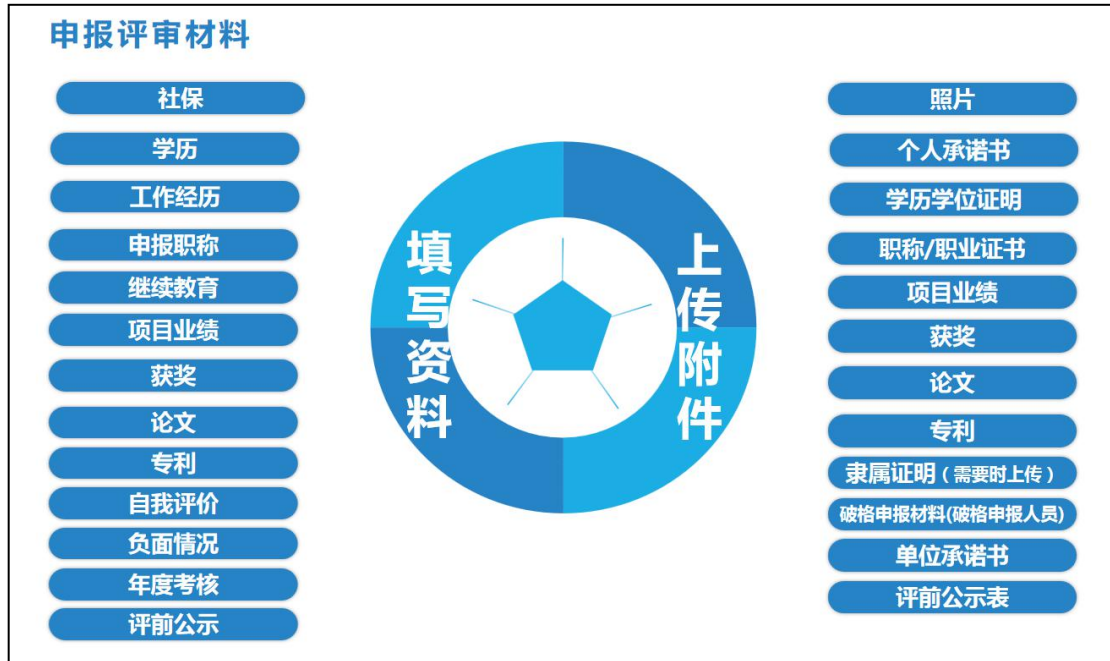 申报评审材料
社保
学历
工作经历
申报职称
继续教育
项目业绩
获奖
论文
专利
自我评价
负面情况
年度考核
评前公示
填写资料
上传附件
照片
个人承诺书
学历学位证明
职称/职业证书
项目业绩
获奖
论文
专利
隶属证明（需要时上传）
破格申报材料(破格申报人员)
单位承诺书
评前公示表